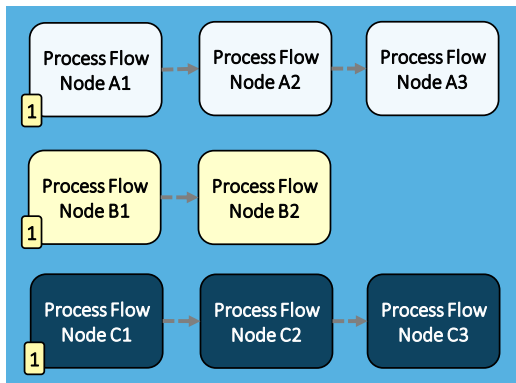 Process Flow
Node A1
Process Flow
Node A2
Process Flow
Node A3
1
Process Flow
Node B1
Process Flow
Node B2
1
Process Flow
Node C1
Process Flow
Node C2
Process Flow
Node C3
1